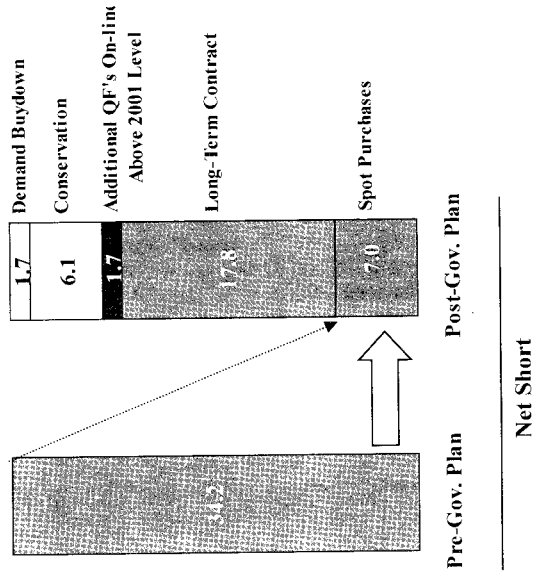 1.7 Demand Buydown
6.1 Conservation
1.7 Additional QF's On-line
Above 2001 Level
17.8 Long-Term Contract
7.0 Spot Purchases
Pre-Gov. Plan
Post-Gov. Plan
Net Short